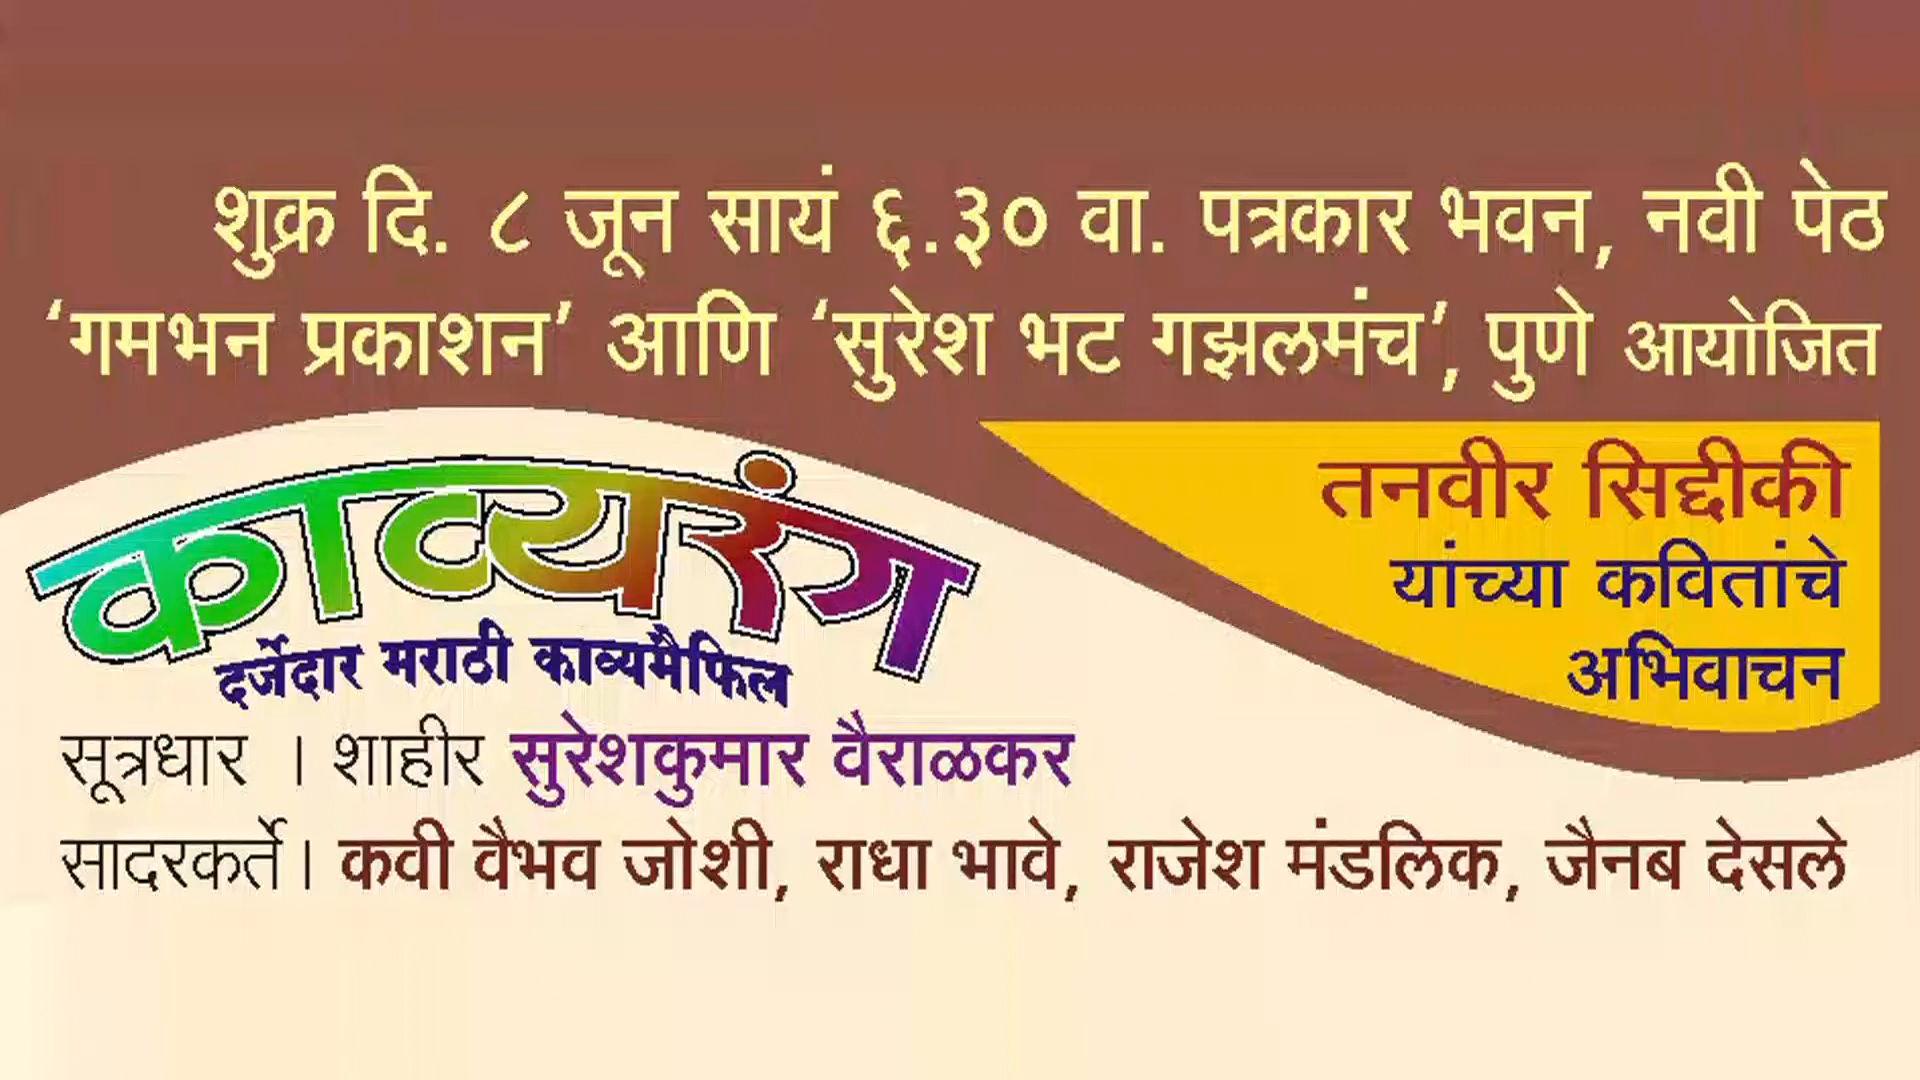 शुक्र दि. ८ जून सायं ६.३० वा. पत्रकार भवन, नवी पेठ
‘गमभन प्रकाशन’ आणि ‘सुरेश भट गझलमंच’, पुणे आयोजित
काव्यरंग
दर्जेदार मराठी काव्यमैफिल
तनवीर सिद्दीकी
यांच्या कवितांचे
अभिवाचन
सूत्रधार । शाहीर सुरेशकुमार वैराळकर
सादरकर्ते। कवी वैभव जोशी, राधा भावे, राजेश मंडलिक, जैनब देसले